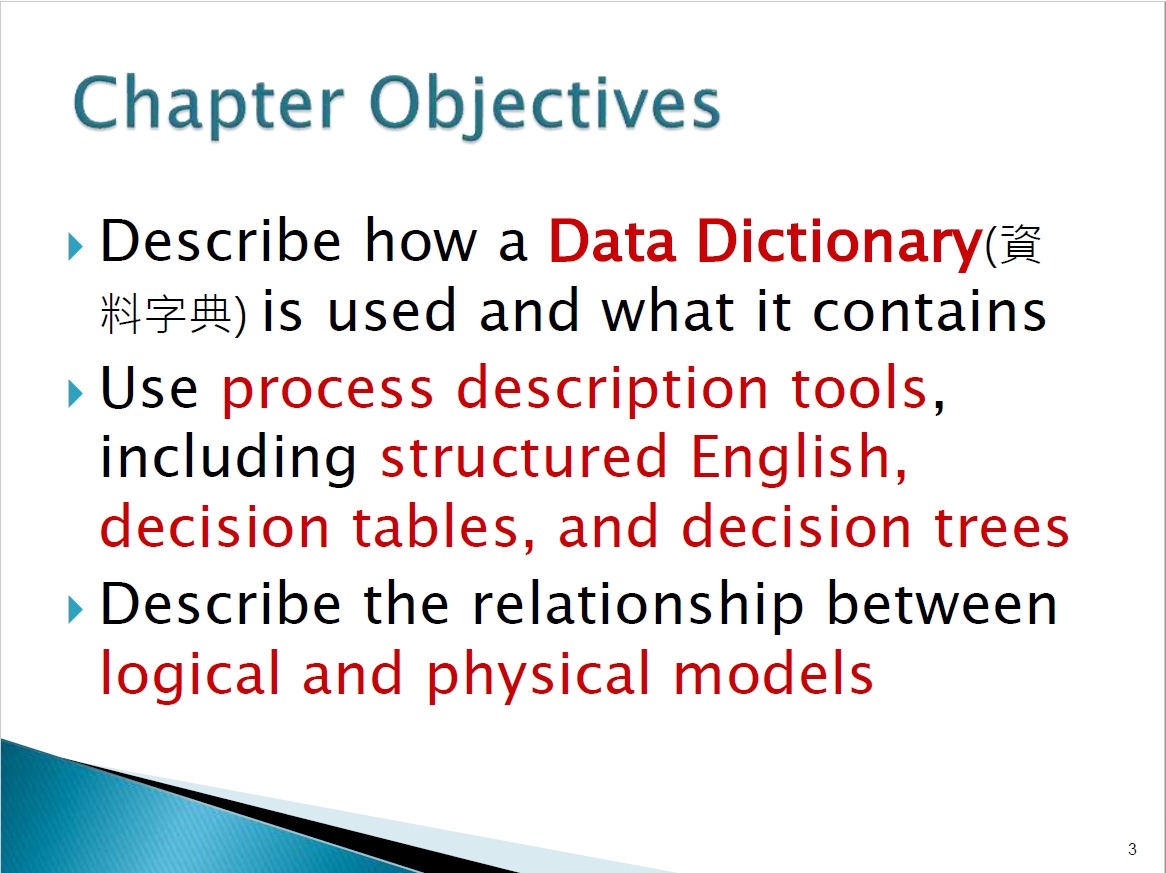 Chapter Objectives
Describe how a Data Dictionary(資
料字典) is used and what it contains
Use process description tools,
including structured English,
decision tables, and decision trees
Describe the relationship between
logical and physical models
3